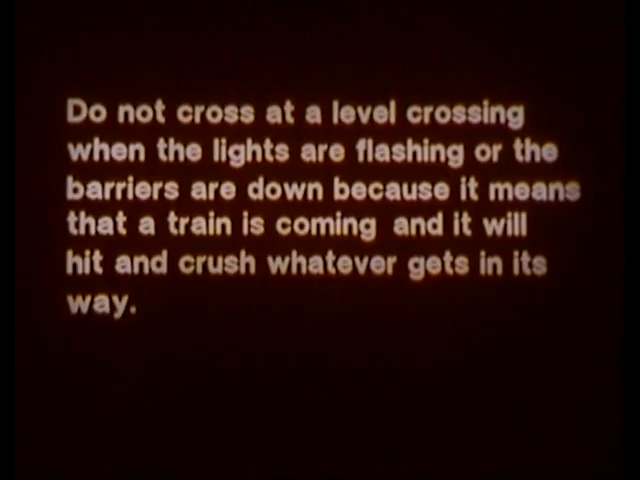 Do not cross at a level crossing
when the lights are flashing or the
barriers are down because it means
that a train is coming and it will
hit and crush whatever gets in its
way.